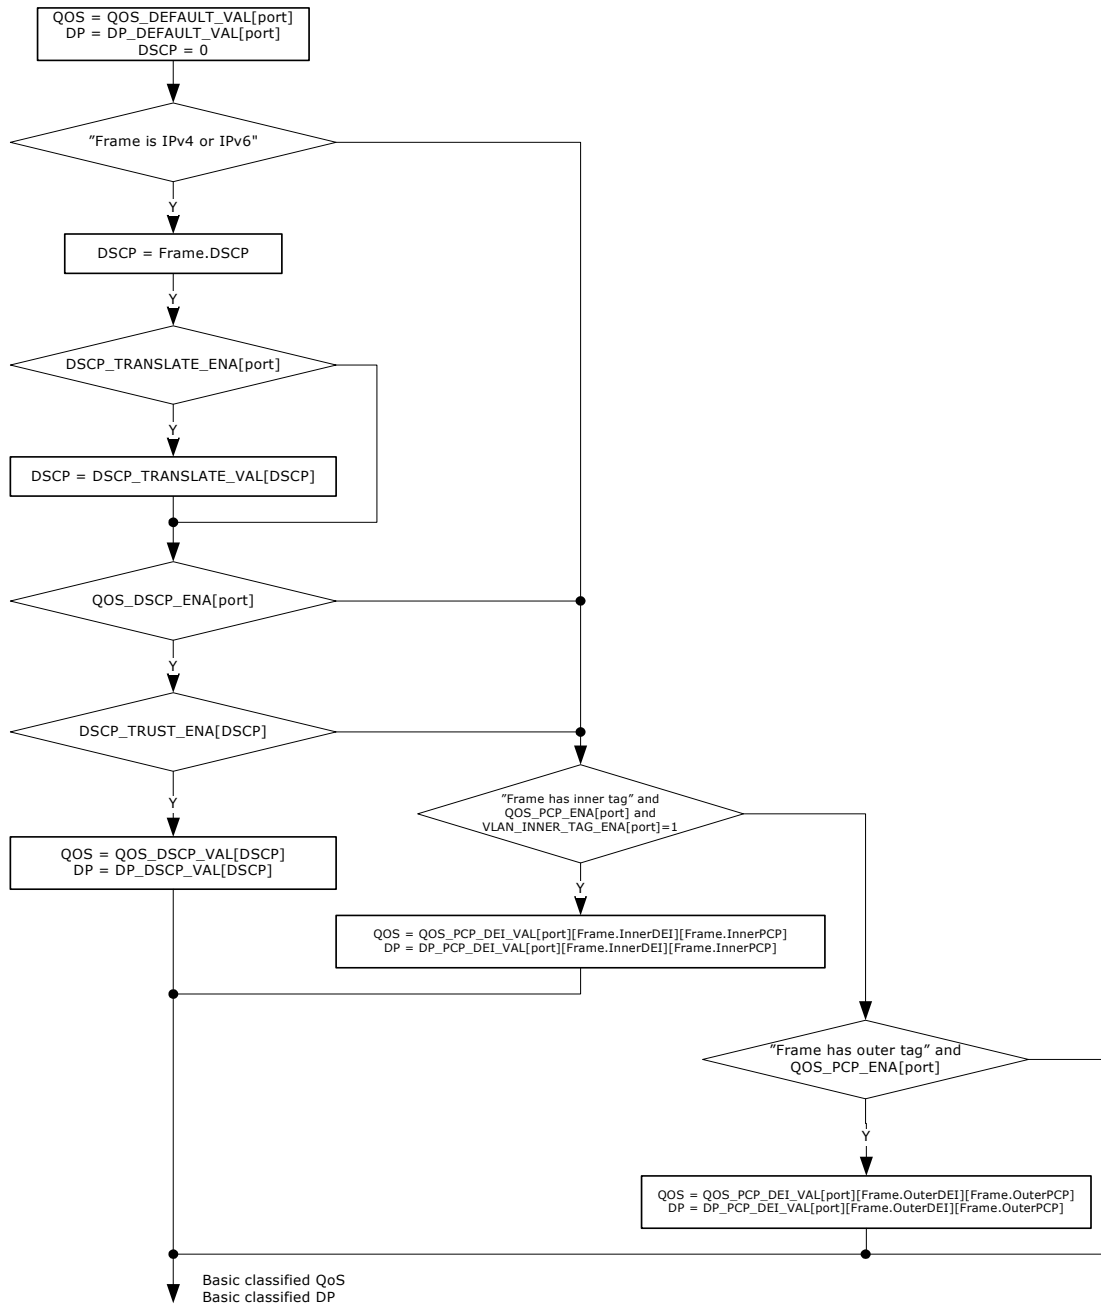 QOS = QOS_DEFAULT_VAL[port]
DP = DP_DEFAULT_VAL[port]
DSCP = 0
”Frame is IPv4 or IPv6"
Y
DSCP = Frame.DSCP
Y
DSCP_TRANSLATE_ENA[port]
Y
DSCP = DSCP_TRANSLATE_VAL[DSCP]
QOS_DSCP_ENA[port]
Y
DSCP_TRUST_ENA[DSCP]
Y
”Frame has inner tag” and
QOS_PCP_ENA[port] and
VLAN_INNER_TAG_ENA[port]=1
QOS = QOS_DSCP_VAL[DSCP]
DP = DP_DSCP_VAL[DSCP]
Y
QOS = QOS_PCP_DEI_VAL[port][Frame.InnerDEI][Frame.InnerPCP]
DP = DP_PCP_DEI_VAL[port][Frame.InnerDEI][Frame.InnerPCP]
”Frame has outer tag” and
QOS_PCP_ENA[port]
Y
QOS = QOS_PCP_DEI_VAL[port][Frame.OuterDEI][Frame.OuterPCP]
DP = DP_PCP_DEI_VAL[port][Frame.OuterDEI][Frame.OuterPCP]
Basic classified QoS
Basic classified DP